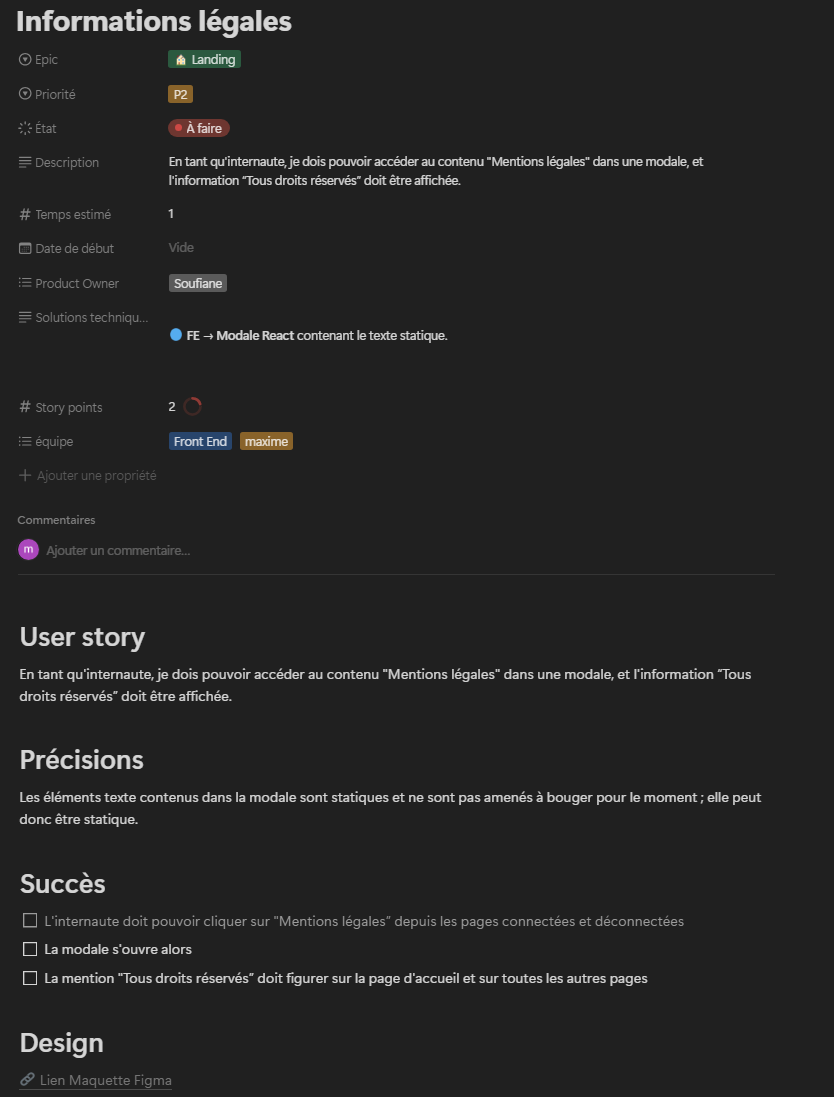 Informations légales
Epic
Landing
Priorité
P2
État
À faire
Description
En tant qu'internaute, je dois pouvoir accéder au contenu "Mentions légales" dans une modale, et
l'information “Tous droits réservés” doit être affichée.
Temps estimé
1
Date de début
Vide
Product Owner
Soufiane
Solutions techniqu...
FE → Modale React contenant le texte statique.
Story points
2
équipe
Front End maxime
Ajouter une propriété
Commentaires
m
Ajouter un commentaire...
User story
En tant qu'internaute, je dois pouvoir accéder au contenu "Mentions légales" dans une modale, et l'information “Tous
droits réservés” doit être affichée.
Précisions
Les éléments texte contenus dans la modale sont statiques et ne sont pas amenés à bouger pour le moment ; elle peut
donc être statique.
Succès
L'internaute doit pouvoir cliquer sur "Mentions légales” depuis les pages connectées et déconnectées
La modale s'ouvre alors
La mention "Tous droits réservés” doit figurer sur la page d'accueil et sur toutes les autres pages
Design
Lien Maquette Figma